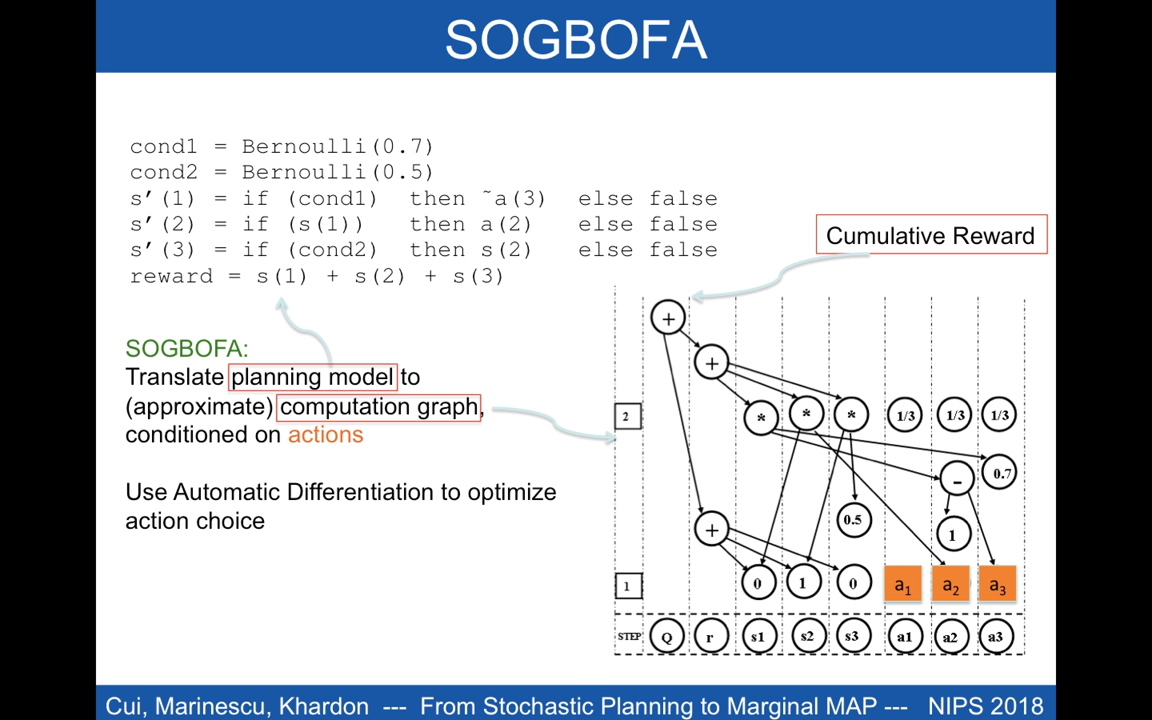 SOGBOFA
cond1 = Bernoulli(0.7)
cond2 = Bernoulli(0.5)
s′(1) = if (cond1) then ˜a(3) else false
s′(2) = if (s(1)) then a(2) else false
s′(3) = if (cond2) then s(2) else false
reward = s(1) + s(2) + s(3)
Cumulative Reward
SOGBOFA:
Translate planning model to
(approximate) computation graph,
conditioned on actions
Use Automatic Differentiation to optimize
action choice
+
+
2 * * * 1/3 1/3 1/3
- 0.7
+ 0.5 1
1 0 1 0 a1 a2 a3
STEP Q r s1 s2 s3 a1 a2 a3
Cui, Marinescu, Khardon --- From Stochastic Planning to Marginal MAP --- NIPS 2018